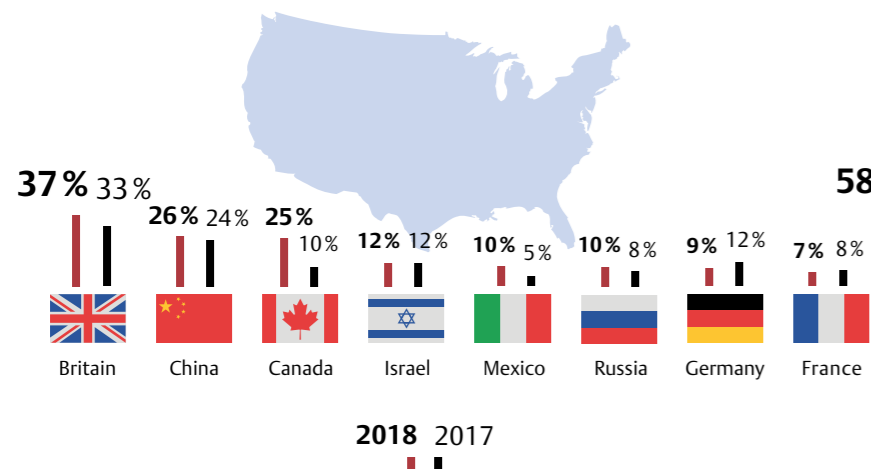 37 % 33 %
58
26 % 24 %
25 %
10 %
12 % 12 %
10 % 5 %
10 % 8 %
9 % 12 %
7 % 8 %
Britain China Canada Israel Mexico Russia Germany France
2018 2017